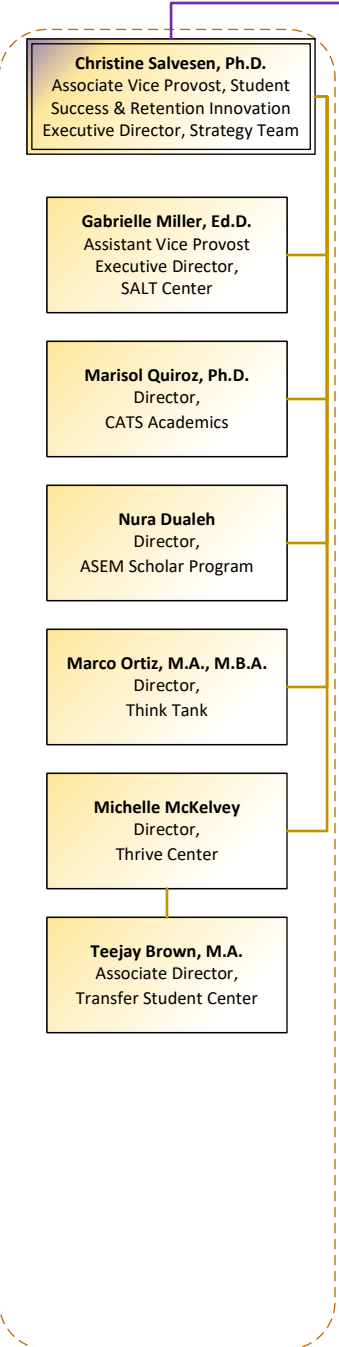 Christine Salvesen, Ph.D.
Associate Vice Provost, Student
Success & Retention Innovation
Executive Director, Strategy Team
Gabrielle Miller, Ed.D.
Assistant Vice Provost
Executive Director,
SALT Center
Marisol Quiroz, Ph.D.
Director,
CATS Academics
Nura Dualeh
Director,
ASEM Scholar Program
Marco Ortiz, M.A., M.B.A.
Director,
Think Tank
Michelle McKelvey
Director,
Thrive Center
Teejay Brown, M.A.
Associate Director,
Transfer Student Center